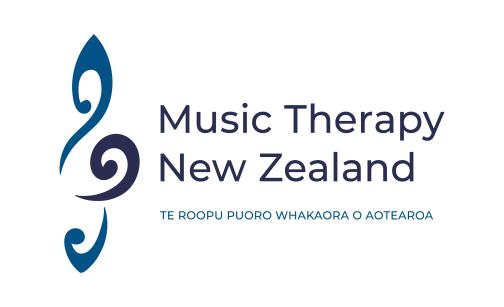 Music Therapy
New Zealand
TE ROOPU PUORO WHAKAORA O AOTEAROA